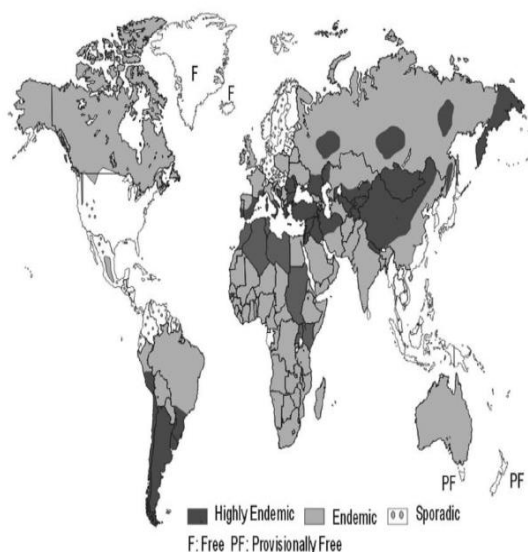 F
F
PF PF
Highly Endemic Endemic Sporadic
F: Free PF: Provisionally Free